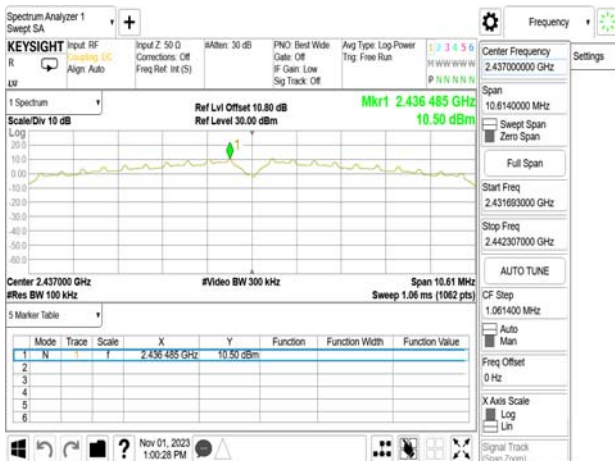 Spectrum Analyzer 1
Swept SA
+
Frequency
KEYSIGHT
R
Input: RF
Coupling: DC
Align: Auto
Input Z: 50 Ω
Corrections: Off
Freq Ref: Int (S)
#Atten: 30 dB
PNO: Best Wide
Gate: Off
IF Gain: Low
Sig Track: Off
Avg Type: Log-Power
Trig: Free Run
1 2 3 4 5 6
M W W W W W
P N N N N N
Center Frequency
2.437000000 GHz
Settings
Span
10.6140000 MHz
Swept Span
Zero Span
Full Span
Start Freq
2.431693000 GHz
Stop Freq
2.442307000 GHz
AUTO TUNE
CF Step
1.061400 MHz
Auto
Man
Freq Offset
0 Hz
X Axis Scale
Log
Lin
Signal Track
(Span Zoom)
1 Spectrum
Scale/Div 10 dB
Ref Lvl Offset 10.80 dB
Ref Level 30.00 dBm
Mkr1 2.436 485 GHz
10.50 dBm
Log
20.0
10.0
0.00
-10.0
-20.0
-30.0
-40.0
-50.0
-60.0
1
Center 2.437000 GHz
#Res BW 100 kHz
#Video BW 300 kHz
Span 10.61 MHz
Sweep 1.06 ms (1062 pts)
5 Marker Table
Mode Trace Scale X Y Function Function Width Function Value
1 N 1 f 2.436 485 GHz 10.50 dBm
2
3
4
5
6
?
Nov 01, 2023
1:00:28 PM